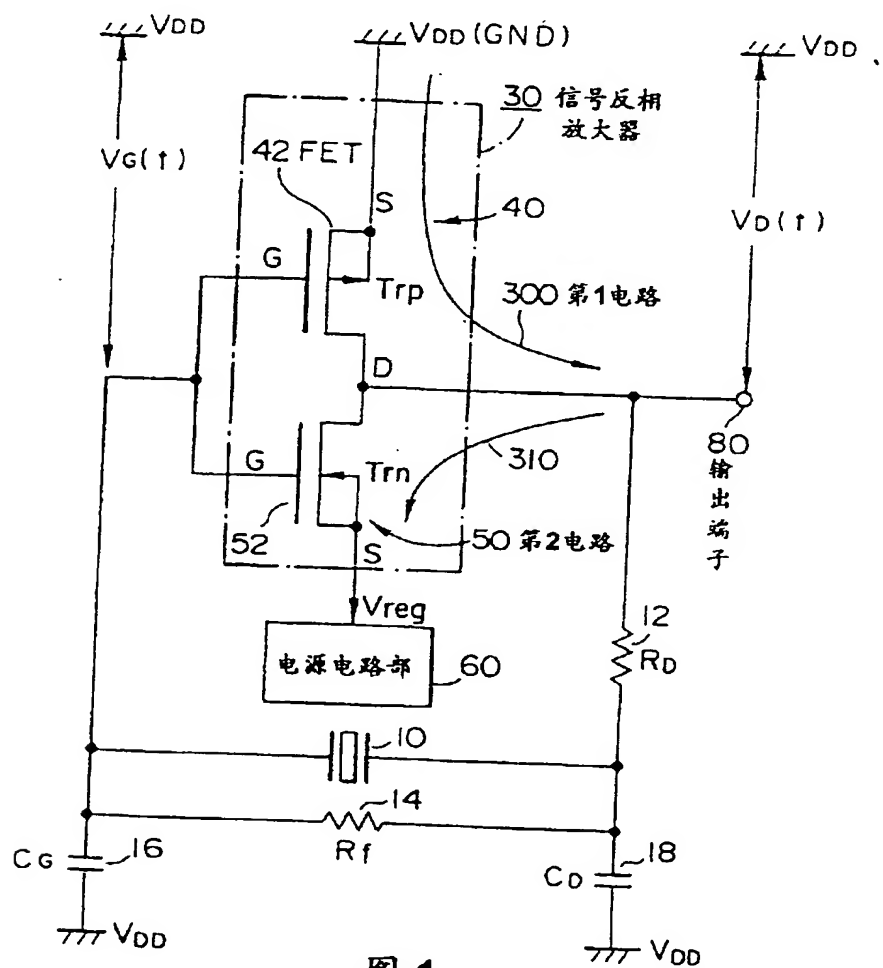 VDD
VDD (GND)
VDD
30 信号反相
放大器
42 FET
VG(t)
S
40
VD(t)
G
Trp
300 第1电路
D
80
输出端子
G
Trn
310
52
S
50 第2电路
Vreg
电源电路部
60
12
RD
10
14
Rf
CG
16
CD
18
VDD
VDD